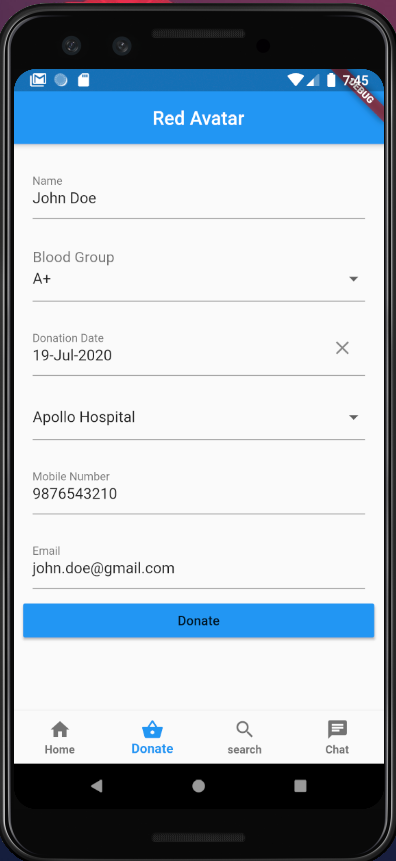 7:45
DEBUG
Red Avatar
Name
John Doe
Blood Group
A+
Donation Date
19-Jul-2020
Apollo Hospital
Mobile Number
9876543210
Email
john.doe@gmail.com
Donate
Home
Donate
search
Chat